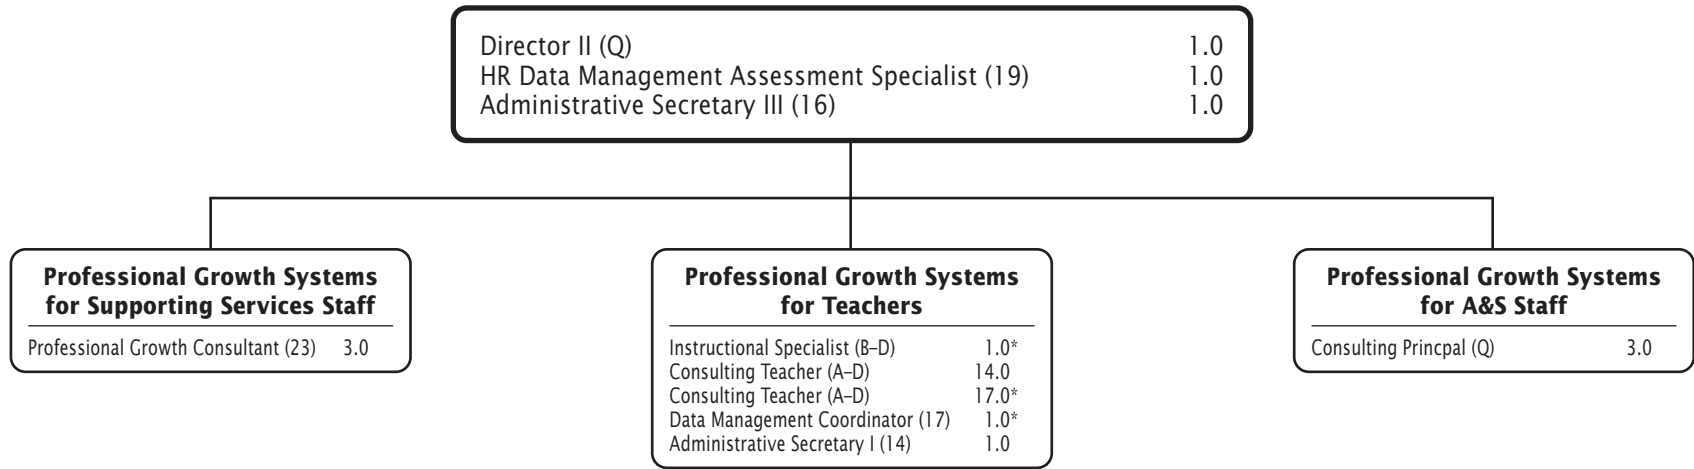 Director II (Q) 1.0
HR Data Management Assessment Specialist (19) 1.0
Administrative Secretary III (16) 1.0
Professional Growth Systems
for Supporting Services Staff
Professional Growth Consultant (23) 3.0
Professional Growth Systems
for Teachers
Instructional Specialist (B–D) 1.0*
Consulting Teacher (A–D) 14.0
Consulting Teacher (A–D) 17.0*
Data Management Coordinator (17) 1.0*
Administrative Secretary I (14) 1.0
Professional Growth Systems
for A&S Staff
Consulting Princpal (Q) 3.0